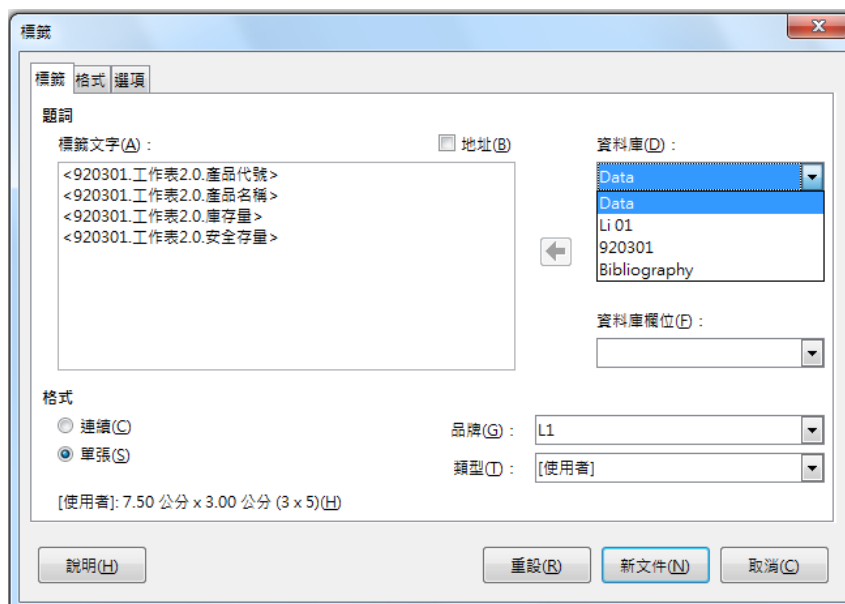 標籤
標籤 格式 選項
題詞
標籤文字(A)：
地址(B)
資料庫(D)：
<920301.工作表2.0.產品代號>
<920301.工作表2.0.產品名稱>
<920301.工作表2.0.庫存量>
<920301.工作表2.0.安全存量>
Data
Data
Li 01
920301
Bibliography
資料庫欄位(F)：
格式
連續(C)
單張(S)
品牌(G)： L1
類型(T)： [使用者]
[使用者]: 7.50 公分 x 3.00 公分 (3 x 5)(H)
說明(H) 重設(R) 新文件(N) 取消(C)